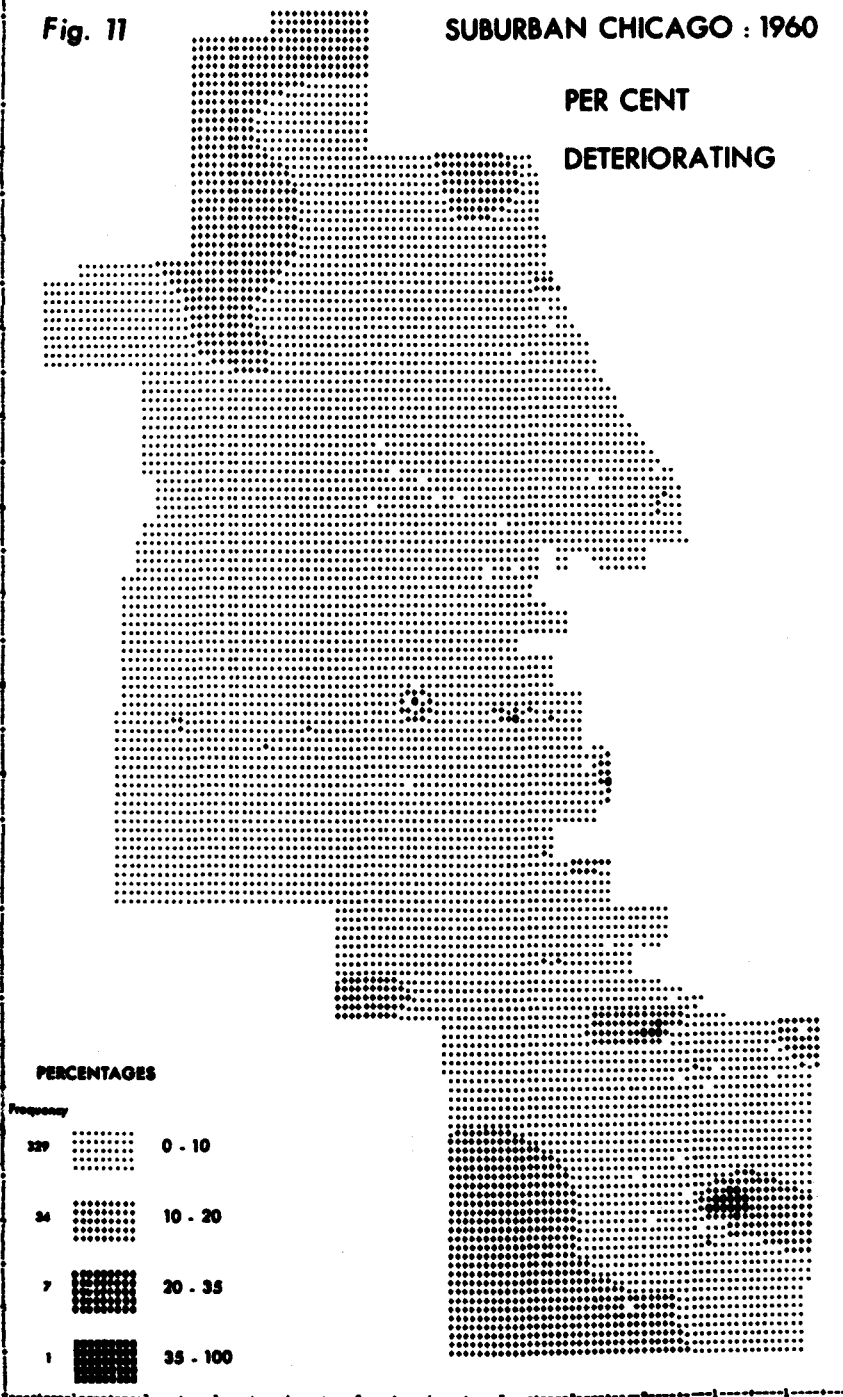 Fig. 11
SUBURBAN CHICAGO : 1960
PER CENT
DETERIORATING
PERCENTAGES
Frequency
329 0 - 10
34 10 - 20
7 20 - 35
1 35 - 100